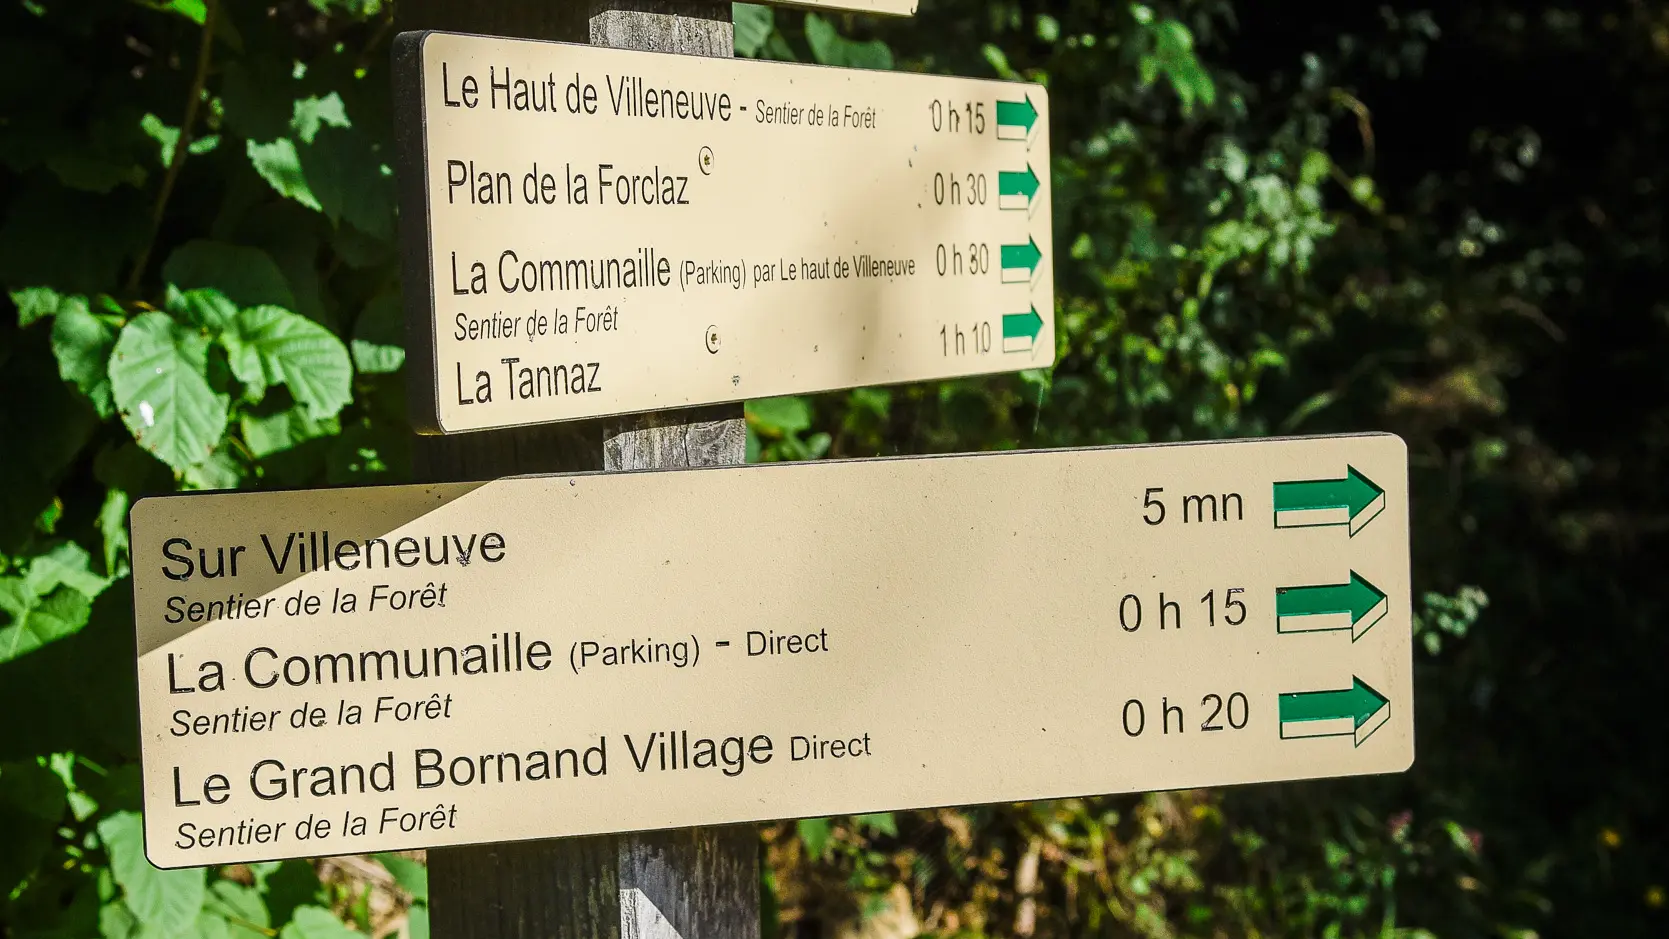 Le Haut de Villeneuve - Sentier de la Forêt 0 h 15
Plan de la Forclaz 0 h 30
La Communaille (Parking) par Le haut de Villeneuve 0 h 30
Sentier de la Forêt
La Tannaz 1 h 10
Sur Villeneuve 5 mn
Sentier de la Forêt
La Communaille (Parking) - Direct 0 h 15
Sentier de la Forêt
Le Grand Bornand Village Direct 0 h 20
Sentier de la Forêt